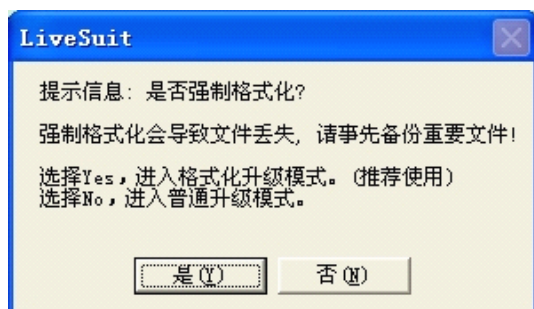 LiveSuit
提示信息: 是否强制格式化?
强制格式化会导致文件丢失, 请事先备份重要文件!
选择Yes，进入格式化升级模式。(推荐使用)
选择No，进入普通升级模式。
是(Y)
否(N)